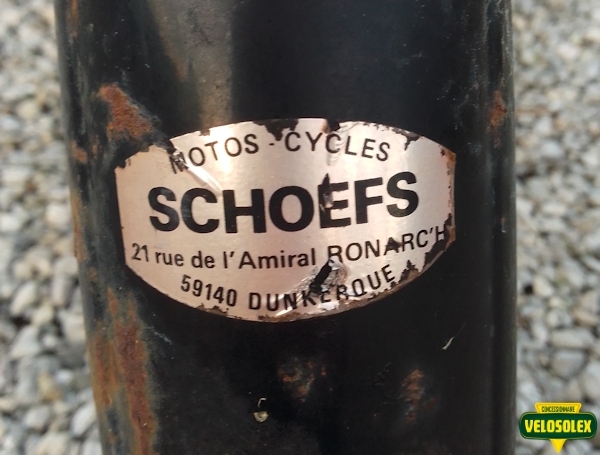 MOTOS - CYCLES
SCHOEFS
21 rue de l'Amiral RONARC'H
59140 DUNKERQUE
CONCESSIONNAIRE
VELOSOLEX